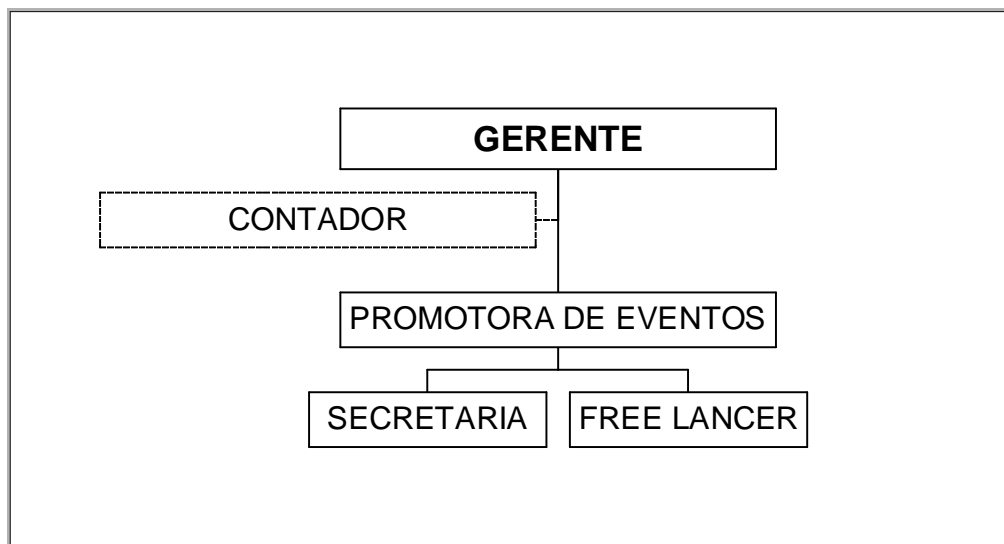 GERENTE
CONTADOR
PROMOTORA DE EVENTOS
SECRETARIA
FREE LANCER